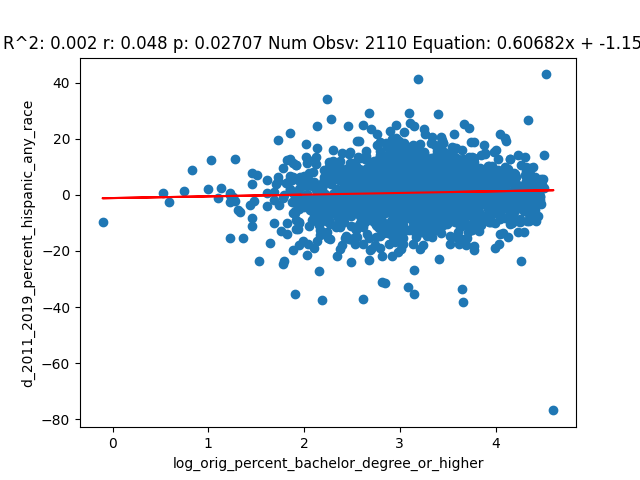 R^2: 0.002 r: 0.048 p: 0.02707 Num Obsv: 2110 Equation: 0.60682x + -1.15
40
20
0
−20
−40
−60
−80
d_2011_2019_percent_hispanic_any_race
0 1 2 3 4
log_orig_percent_bachelor_degree_or_higher